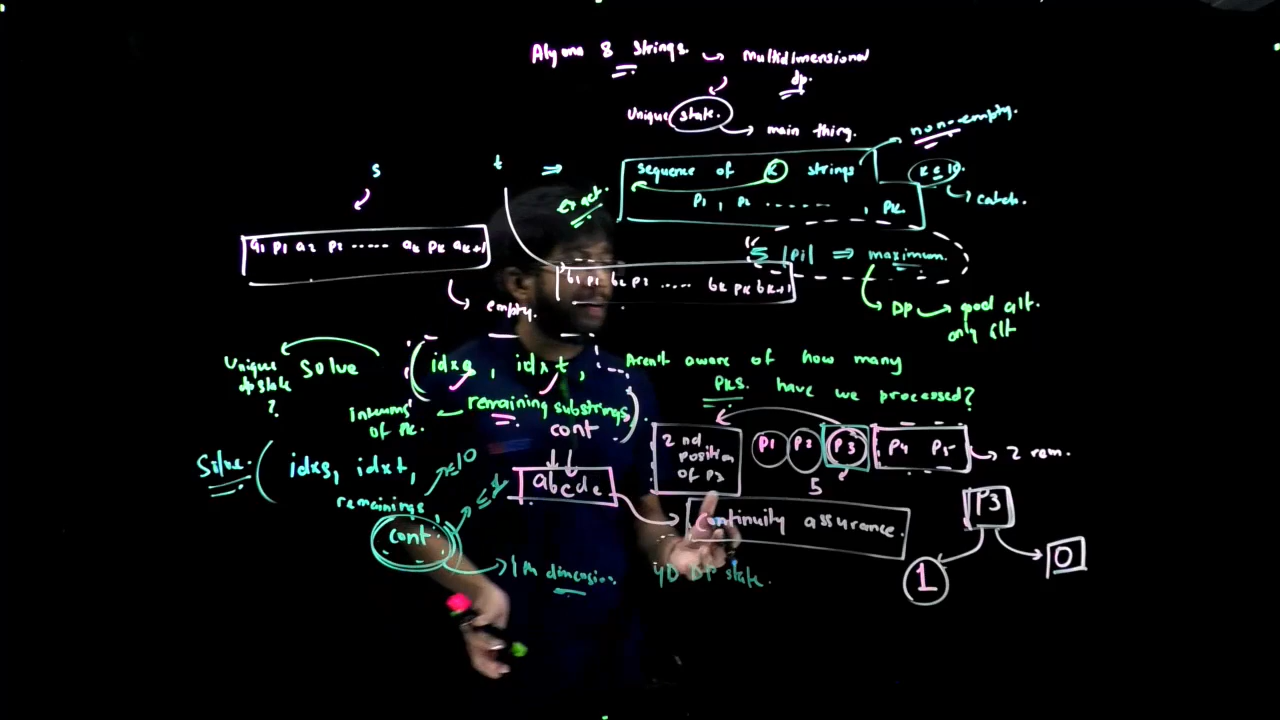 Alyona & strings → multidimensional
dp.
Unique state.
→ main thing.
non-empty.
s
t ⇒
sequence of k strings
k ≤ 10.
→ catch.
exact.
p1, p2 ........, pk.
a1 p1 a2 p2 ..... ak pk ak+1
Σ |pi| ⇒ maximum.
b1 p1 b2 p2 ..... bk pk bk+1
empty.
DP → good alt.
only alt
Unique
dp state
?
Solve
(idxs, idxt,
remaining substrings,
cont )
of pk.
Aren't aware of how many
PKS. have we processed?
2nd
position
of P3
P1 P2 P3 P4 P5
→ 2 rem.
5
Solve (idxs, idxt,
remainings,
≤10
cont
≤1
abcde
continuity assurance.
P3
1
0
dimension.
4D DP state.